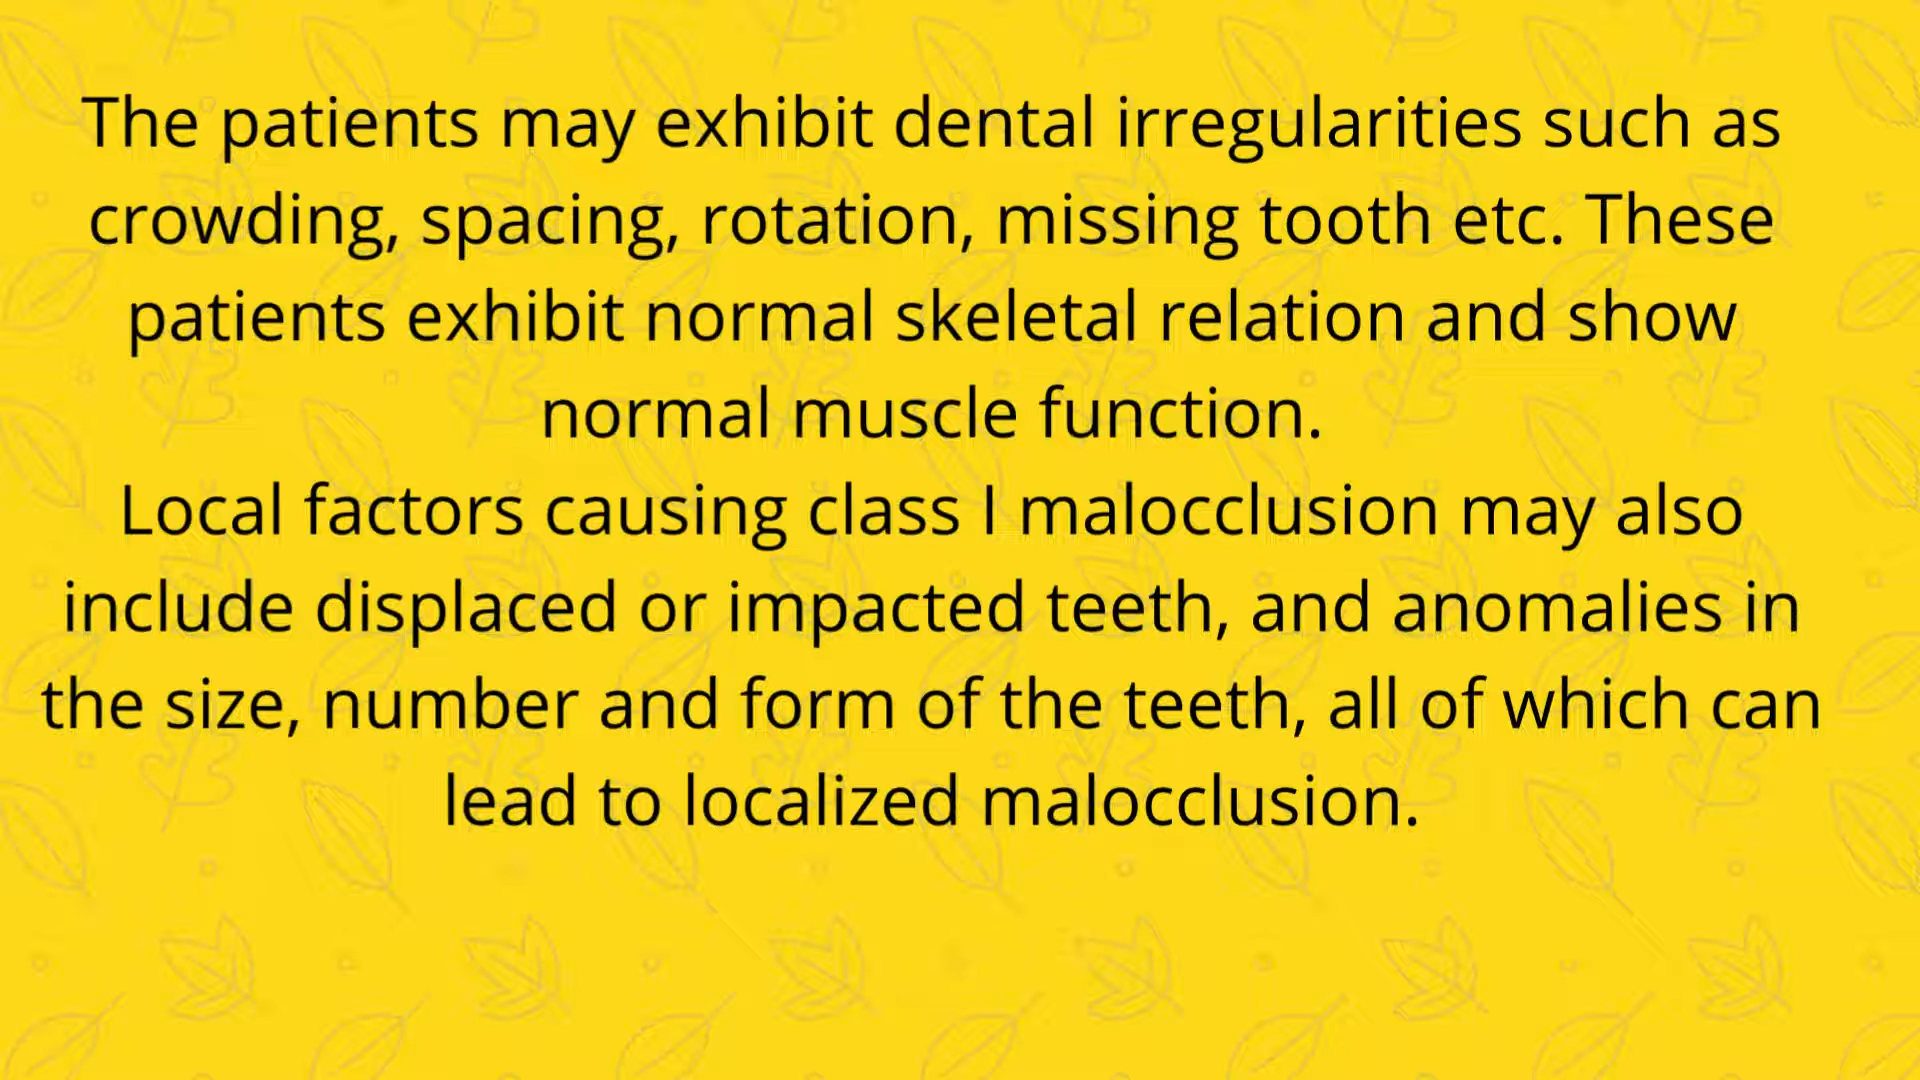 The patients may exhibit dental irregularities such as
crowding, spacing, rotation, missing tooth etc. These
patients exhibit normal skeletal relation and show
normal muscle function.
Local factors causing class I malocclusion may also
include displaced or impacted teeth, and anomalies in
the size, number and form of the teeth, all of which can
lead to localized malocclusion.